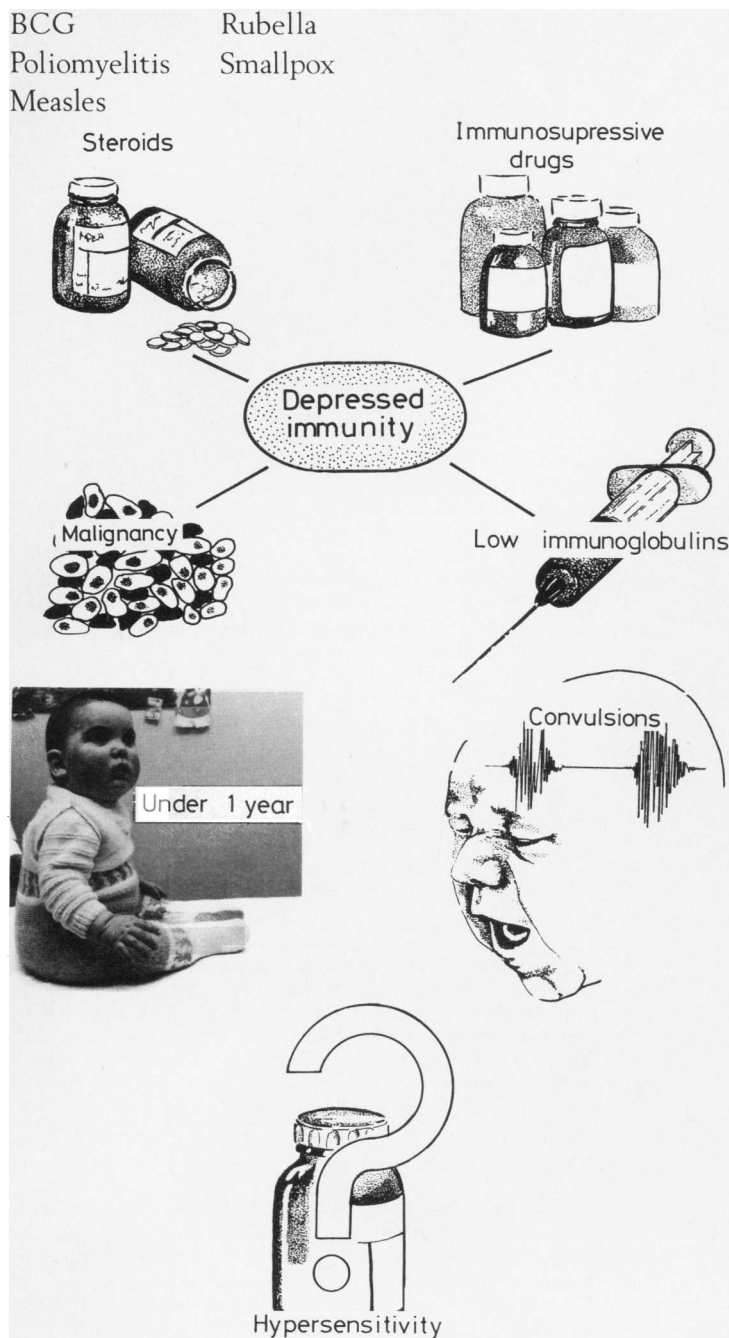 BCG Rubella
Poliomyelitis Smallpox
Measles
Steroids
Immunosupressive
drugs
Depressed
immunity
Malignancy
Low immunoglobulins
Convulsions
Under 1 year
Hypersensitivity